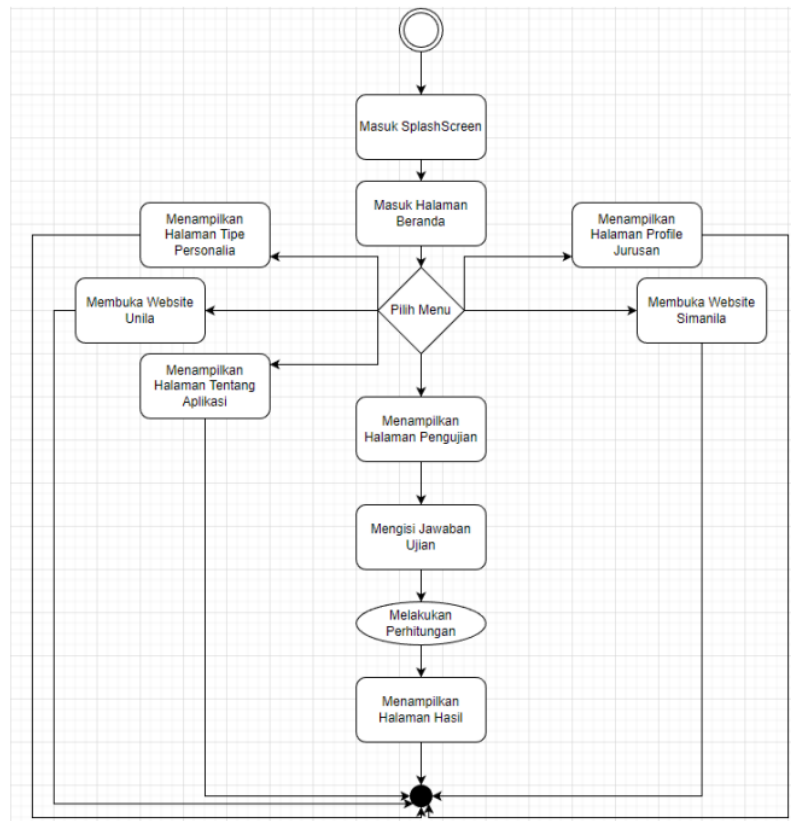 Masuk SplashScreen
Masuk Halaman
Beranda
Menampilkan
Halaman Tipe
Personalia
Menampilkan
Halaman Profile
Jurusan
Membuka Website
Unila
Pilih Menu
Membuka Website
Simanila
Menampilkan
Halaman Tentang
Aplikasi
Menampilkan
Halaman Pengujian
Mengisi Jawaban
Ujian
Melakukan
Perhitungan
Menampilkan
Halaman Hasil